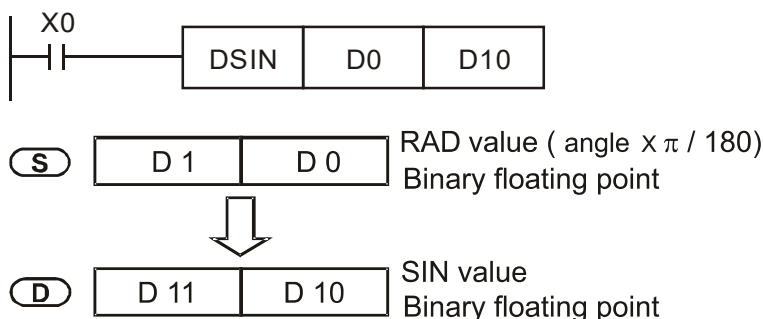 X0
DSIN D0 D10
S D 1 D 0 RAD value ( angle x π / 180)
Binary floating point
D D 11 D 10 SIN value
Binary floating point